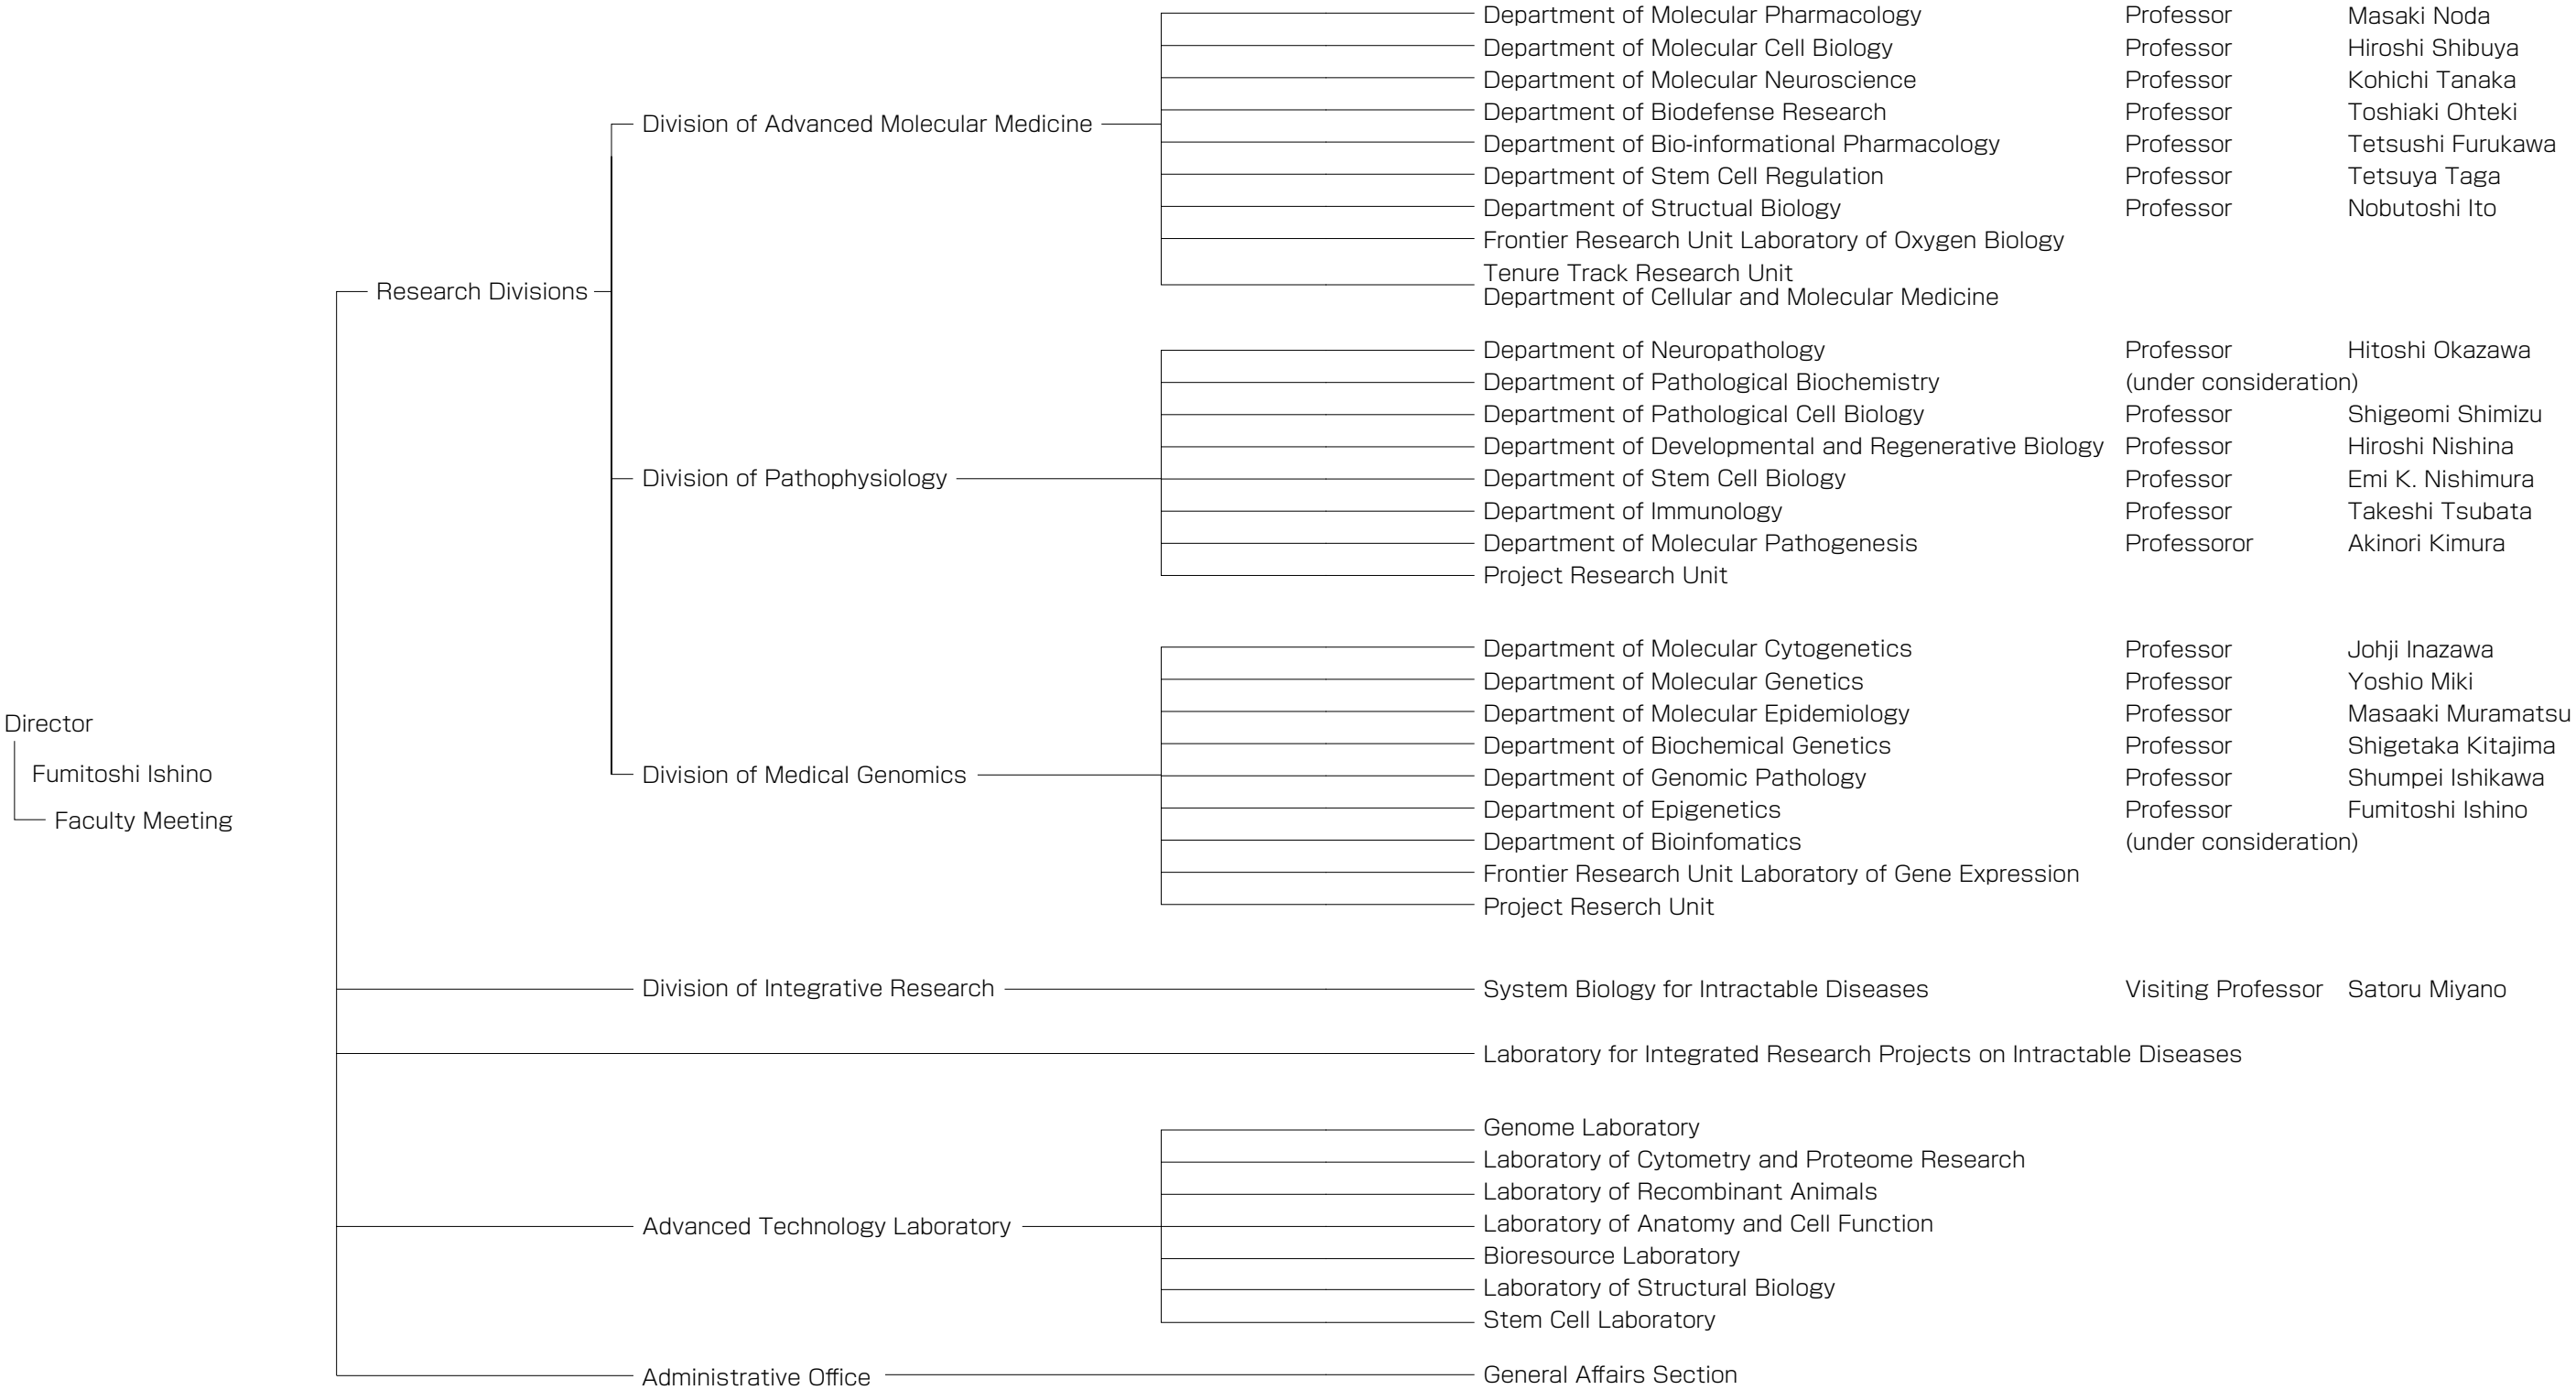 Department of Molecular Pharmacology Professor Masaki Noda
Department of Molecular Cell Biology Professor Hiroshi Shibuya
Department of Molecular Neuroscience Professor Kohichi Tanaka
Department of Biodefense Research Professor Toshiaki Ohteki
Division of Advanced Molecular Medicine
Department of Bio-informational Pharmacology Professor Tetsushi Furukawa
Department of Stem Cell Regulation Professor Tetsuya Taga
Department of Structual Biology Professor Nobutoshi Ito
Frontier Research Unit Laboratory of Oxygen Biology
Tenure Track Research Unit
Research Divisions
Department of Cellular and Molecular Medicine
Department of Neuropathology Professor Hitoshi Okazawa
Department of Pathological Biochemistry (under consideration)
Department of Pathological Cell Biology Professor Shigeomi Shimizu
Department of Developmental and Regenerative Biology Professor Hiroshi Nishina
Division of Pathophysiology
Department of Stem Cell Biology Professor Emi K. Nishimura
Department of Immunology Professor Takeshi Tsubata
Department of Molecular Pathogenesis Professoror Akinori Kimura
Project Research Unit
Department of Molecular Cytogenetics Professor Johji Inazawa
Department of Molecular Genetics Professor Yoshio Miki
Department of Molecular Epidemiology Professor Masaaki Muramatsu
Director
Department of Biochemical Genetics Professor Shigetaka Kitajima
Fumitoshi Ishino
Division of Medical Genomics
Department of Genomic Pathology Professor Shumpei Ishikawa
Department of Epigenetics Professor Fumitoshi Ishino
Faculty Meeting
Department of Bioinfomatics (under consideration)
Frontier Research Unit Laboratory of Gene Expression
Project Reserch Unit
Division of Integrative Research
System Biology for Intractable Diseases Visiting Professor Satoru Miyano
Laboratory for Integrated Research Projects on Intractable Diseases
Genome Laboratory
Laboratory of Cytometry and Proteome Research
Laboratory of Recombinant Animals
Advanced Technology Laboratory
Laboratory of Anatomy and Cell Function
Bioresource Laboratory
Laboratory of Structural Biology
Stem Cell Laboratory
Administrative Office
General Affairs Section